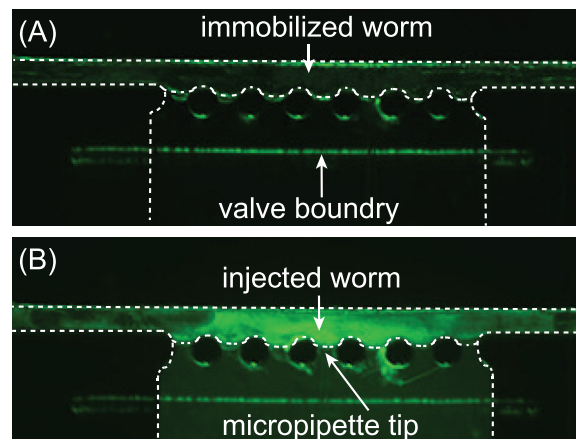 (A)
immobilized worm
valve boundry
(B)
injected worm
micropipette tip